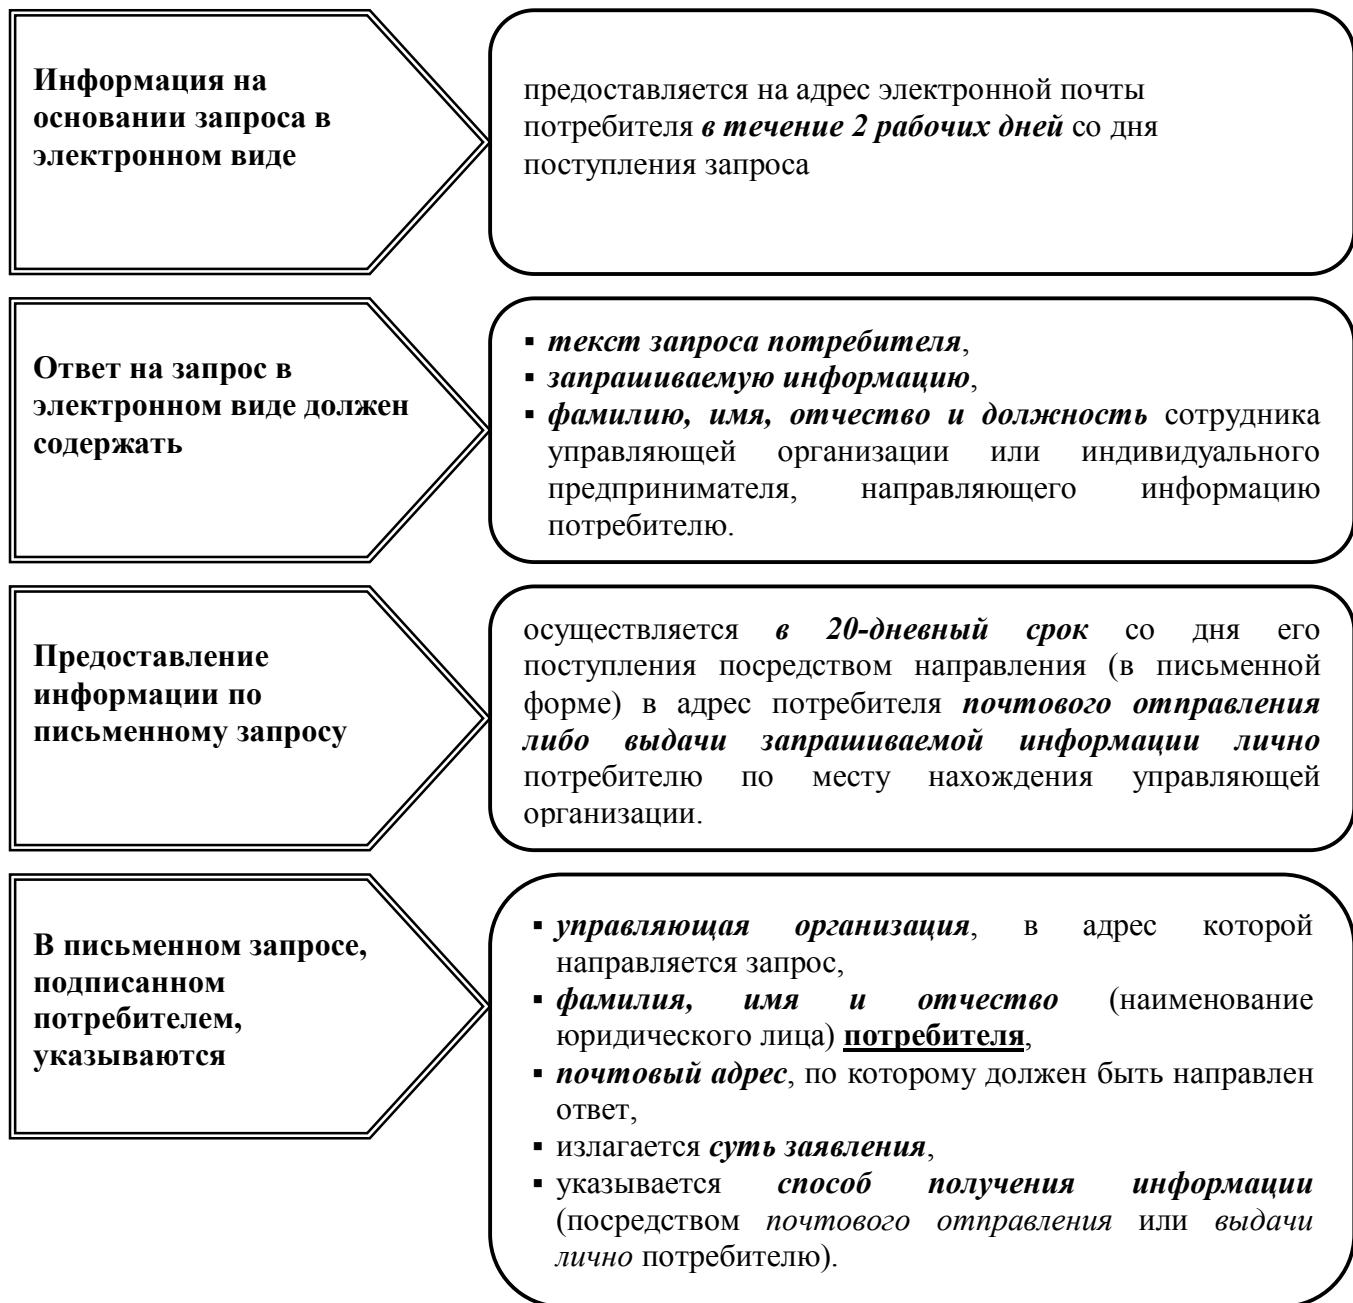 Информация на
основании запроса в
электронном виде
предоставляется на адрес электронной почты
потребителя в течение 2 рабочих дней со дня
поступления запроса
Ответ на запрос в
электронном виде должен
содержать
▪ текст запроса потребителя,
▪ запрашиваемую информацию,
▪ фамилию, имя, отчество и должность сотрудника
управляющей организации или индивидуального
предпринимателя, направляющего информацию
потребителю.
Предоставление
информации по
письменному запросу
осуществляется в 20-дневный срок со дня его
поступления посредством направления (в письменной
форме) в адрес потребителя почтового отправления
либо выдачи запрашиваемой информации лично
потребителю по месту нахождения управляющей
организации.
В письменном запросе,
подписанном
потребителем,
указываются
▪ управляющая организация, в адрес которой
направляется запрос,
▪ фамилия, имя и отчество (наименование
юридического лица) потребителя,
▪ почтовый адрес, по которому должен быть направлен
ответ,
▪ излагается суть заявления,
▪ указывается способ получения информации
(посредством почтового отправления или выдачи
лично потребителю).